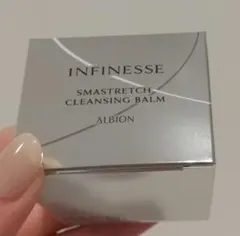 INFINESSE
SMASTRETCH
CLEANSING BALM
ALBION